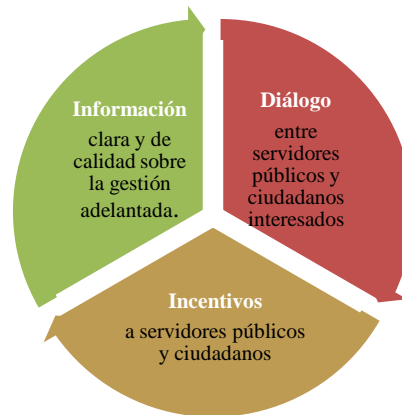 Información
clara y de
calidad sobre
la gestión
adelantada.
Diálogo
entre
servidores
públicos y
ciudadanos
interesados
Incentivos
a servidores públicos
y ciudadanos